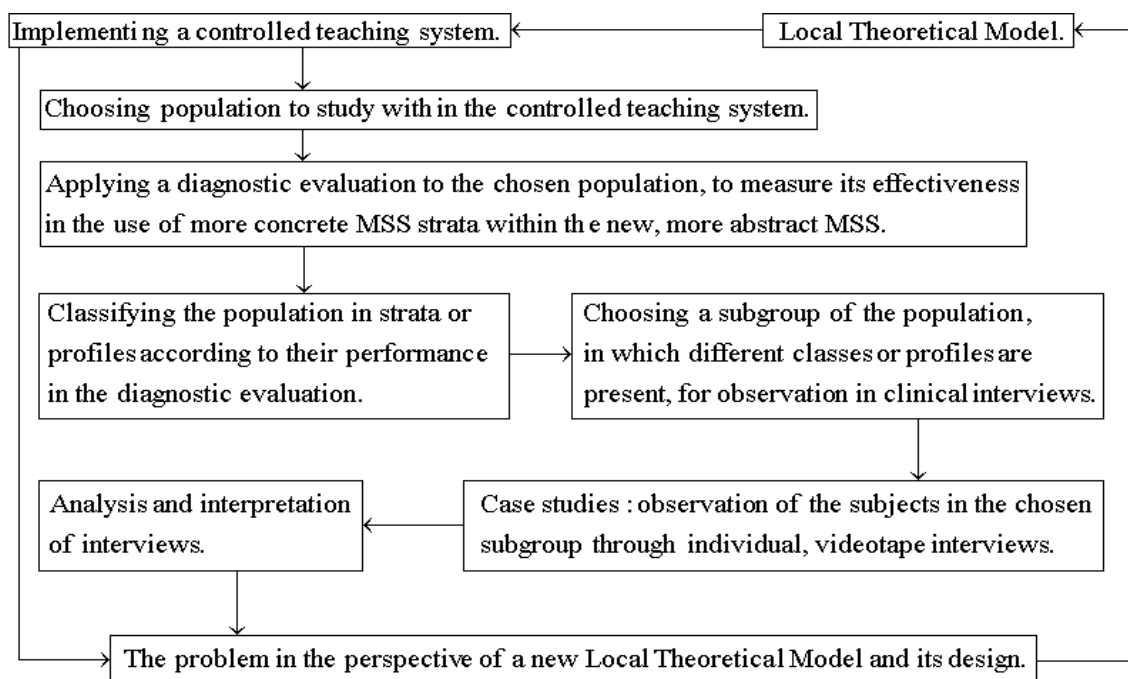 Implementing a controlled teaching system.
Local Theoretical Model.
Choosing population to study with in the controlled teaching system.
Applying a diagnostic evaluation to the chosen population, to measure its effectiveness
in the use of more concrete MSS strata within the new, more abstract MSS.
Classifying the population in strata or
profiles according to their performance
in the diagnostic evaluation.
Choosing a subgroup of the population,
in which different classes or profiles are
present, for observation in clinical interviews.
Case studies : observation of the subjects in the chosen
subgroup through individual, videotape interviews.
Analysis and interpretation
of interviews.
The problem in the perspective of a new Local Theoretical Model and its design.